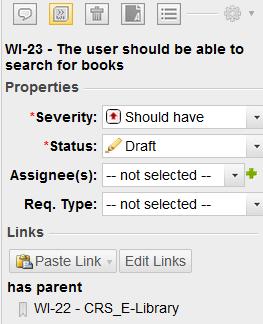 WI-23 - The user should be able to
search for books
Properties
*Severity: Should have
*Status: Draft
Assignee(s): -- not selected --
Req. Type: -- not selected --
Links
Paste Link Edit Links
has parent
WI-22 - CRS_E-Library